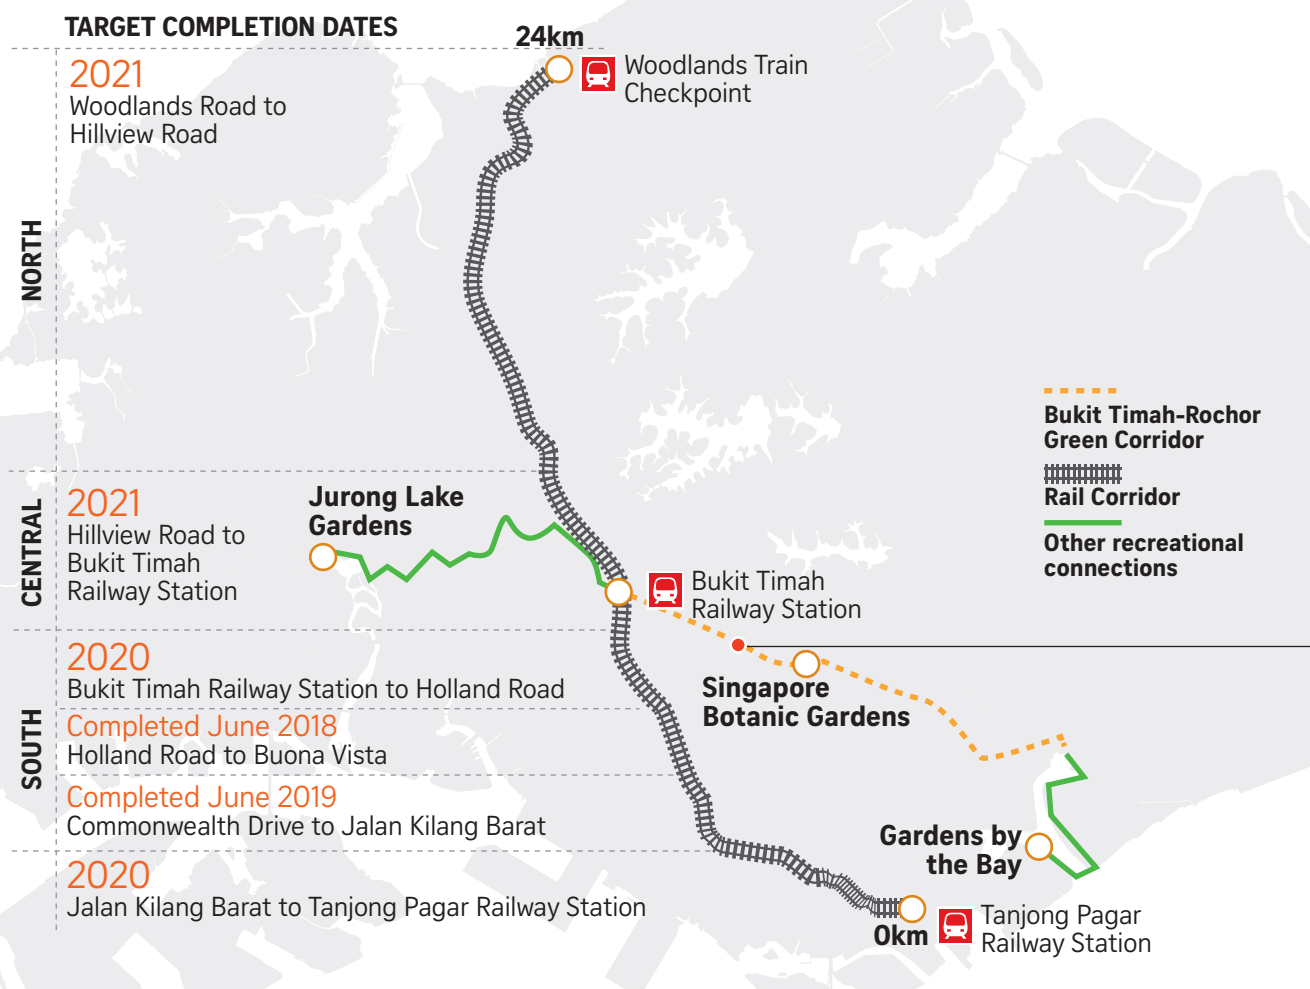 TARGET COMPLETION DATES
24km
Woodlands Train
Checkpoint
NORTH
2021
Woodlands Road to
Hillview Road
CENTRAL
2021
Hillview Road to
Bukit Timah
Railway Station
Jurong Lake
Gardens
Bukit Timah-Rochor
Green Corridor
Rail Corridor
Other recreational
connections
Bukit Timah
Railway Station
Singapore
Botanic Gardens
SOUTH
2020
Bukit Timah Railway Station to Holland Road
Completed June 2018
Holland Road to Buona Vista
Completed June 2019
Commonwealth Drive to Jalan Kilang Barat
2020
Jalan Kilang Barat to Tanjong Pagar Railway Station
Gardens by
the Bay
0km
Tanjong Pagar
Railway Station